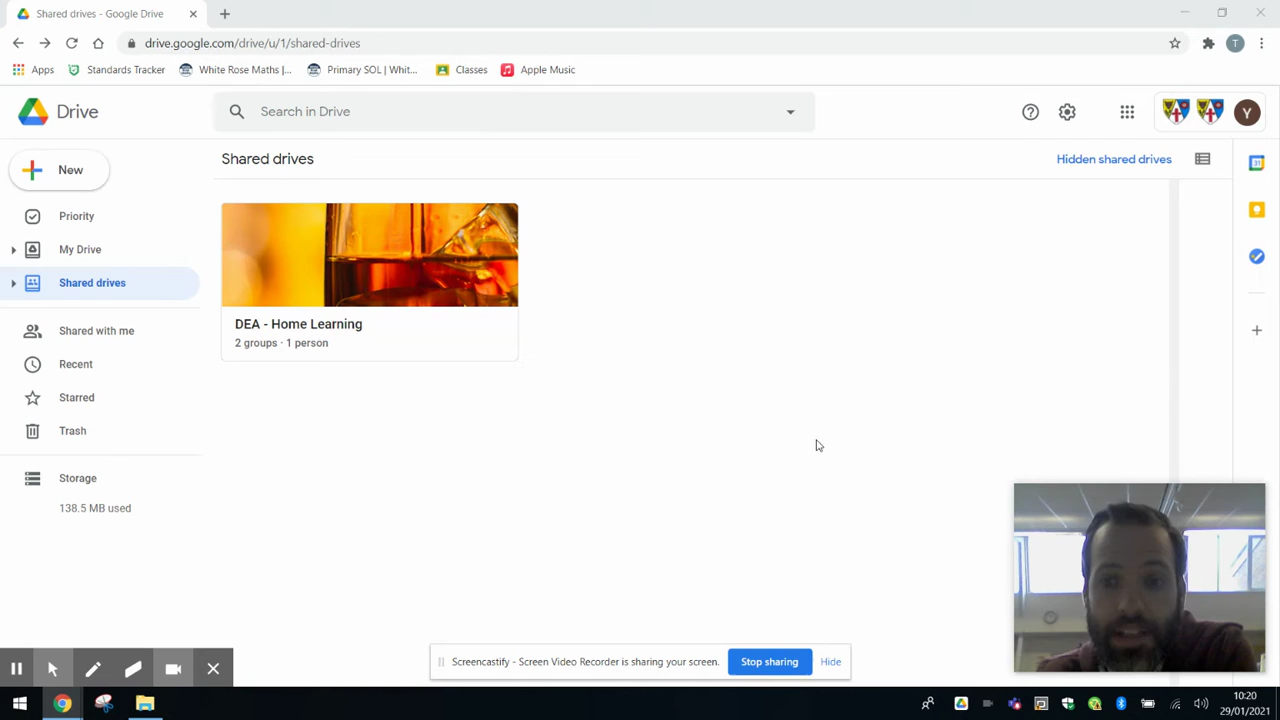 Shared drives - Google Drive
drive.google.com/drive/u/1/shared-drives
T
Apps
Standards Tracker
White Rose Maths |...
Primary SOL | Whit...
Classes
Apple Music
Drive
Search in Drive
Y
New
Shared drives
Hidden shared drives
31
Priority
My Drive
Shared drives
DEA - Home Learning
2 groups · 1 person
Shared with me
Recent
Starred
Trash
Storage
138.5 MB used
Screencastify - Screen Video Recorder is sharing your screen.
Stop sharing
Hide
10:20
29/01/2021